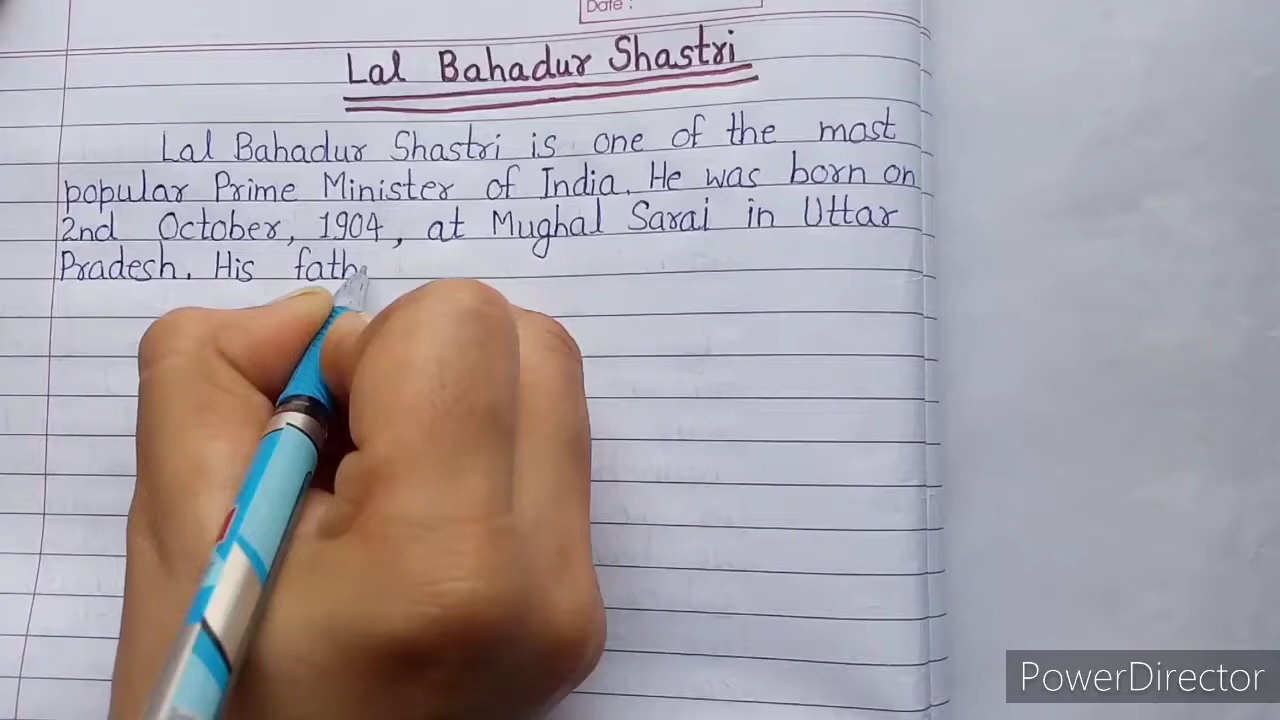 Date :
Lal Bahadur Shastri
Lal Bahadur Shastri is one of the most
popular Prime Minister of India. He was born on
2nd October, 1904, at Mughal Sarai in Uttar
Pradesh. His fath
PowerDirector